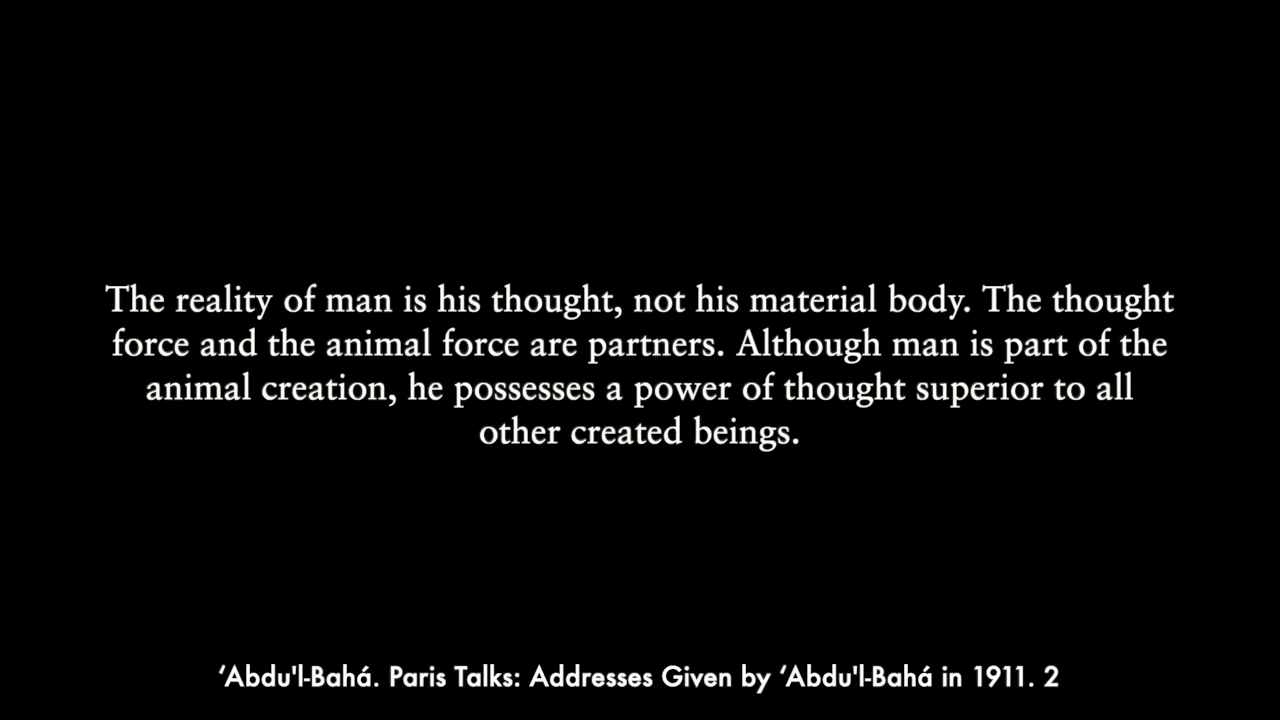 The reality of man is his thought, not his material body. The thought
force and the animal force are partners. Although man is part of the
animal creation, he possesses a power of thought superior to all
other created beings.
‘Abdu'l-Bahá. Paris Talks: Addresses Given by ‘Abdu'l-Bahá in 1911. 2